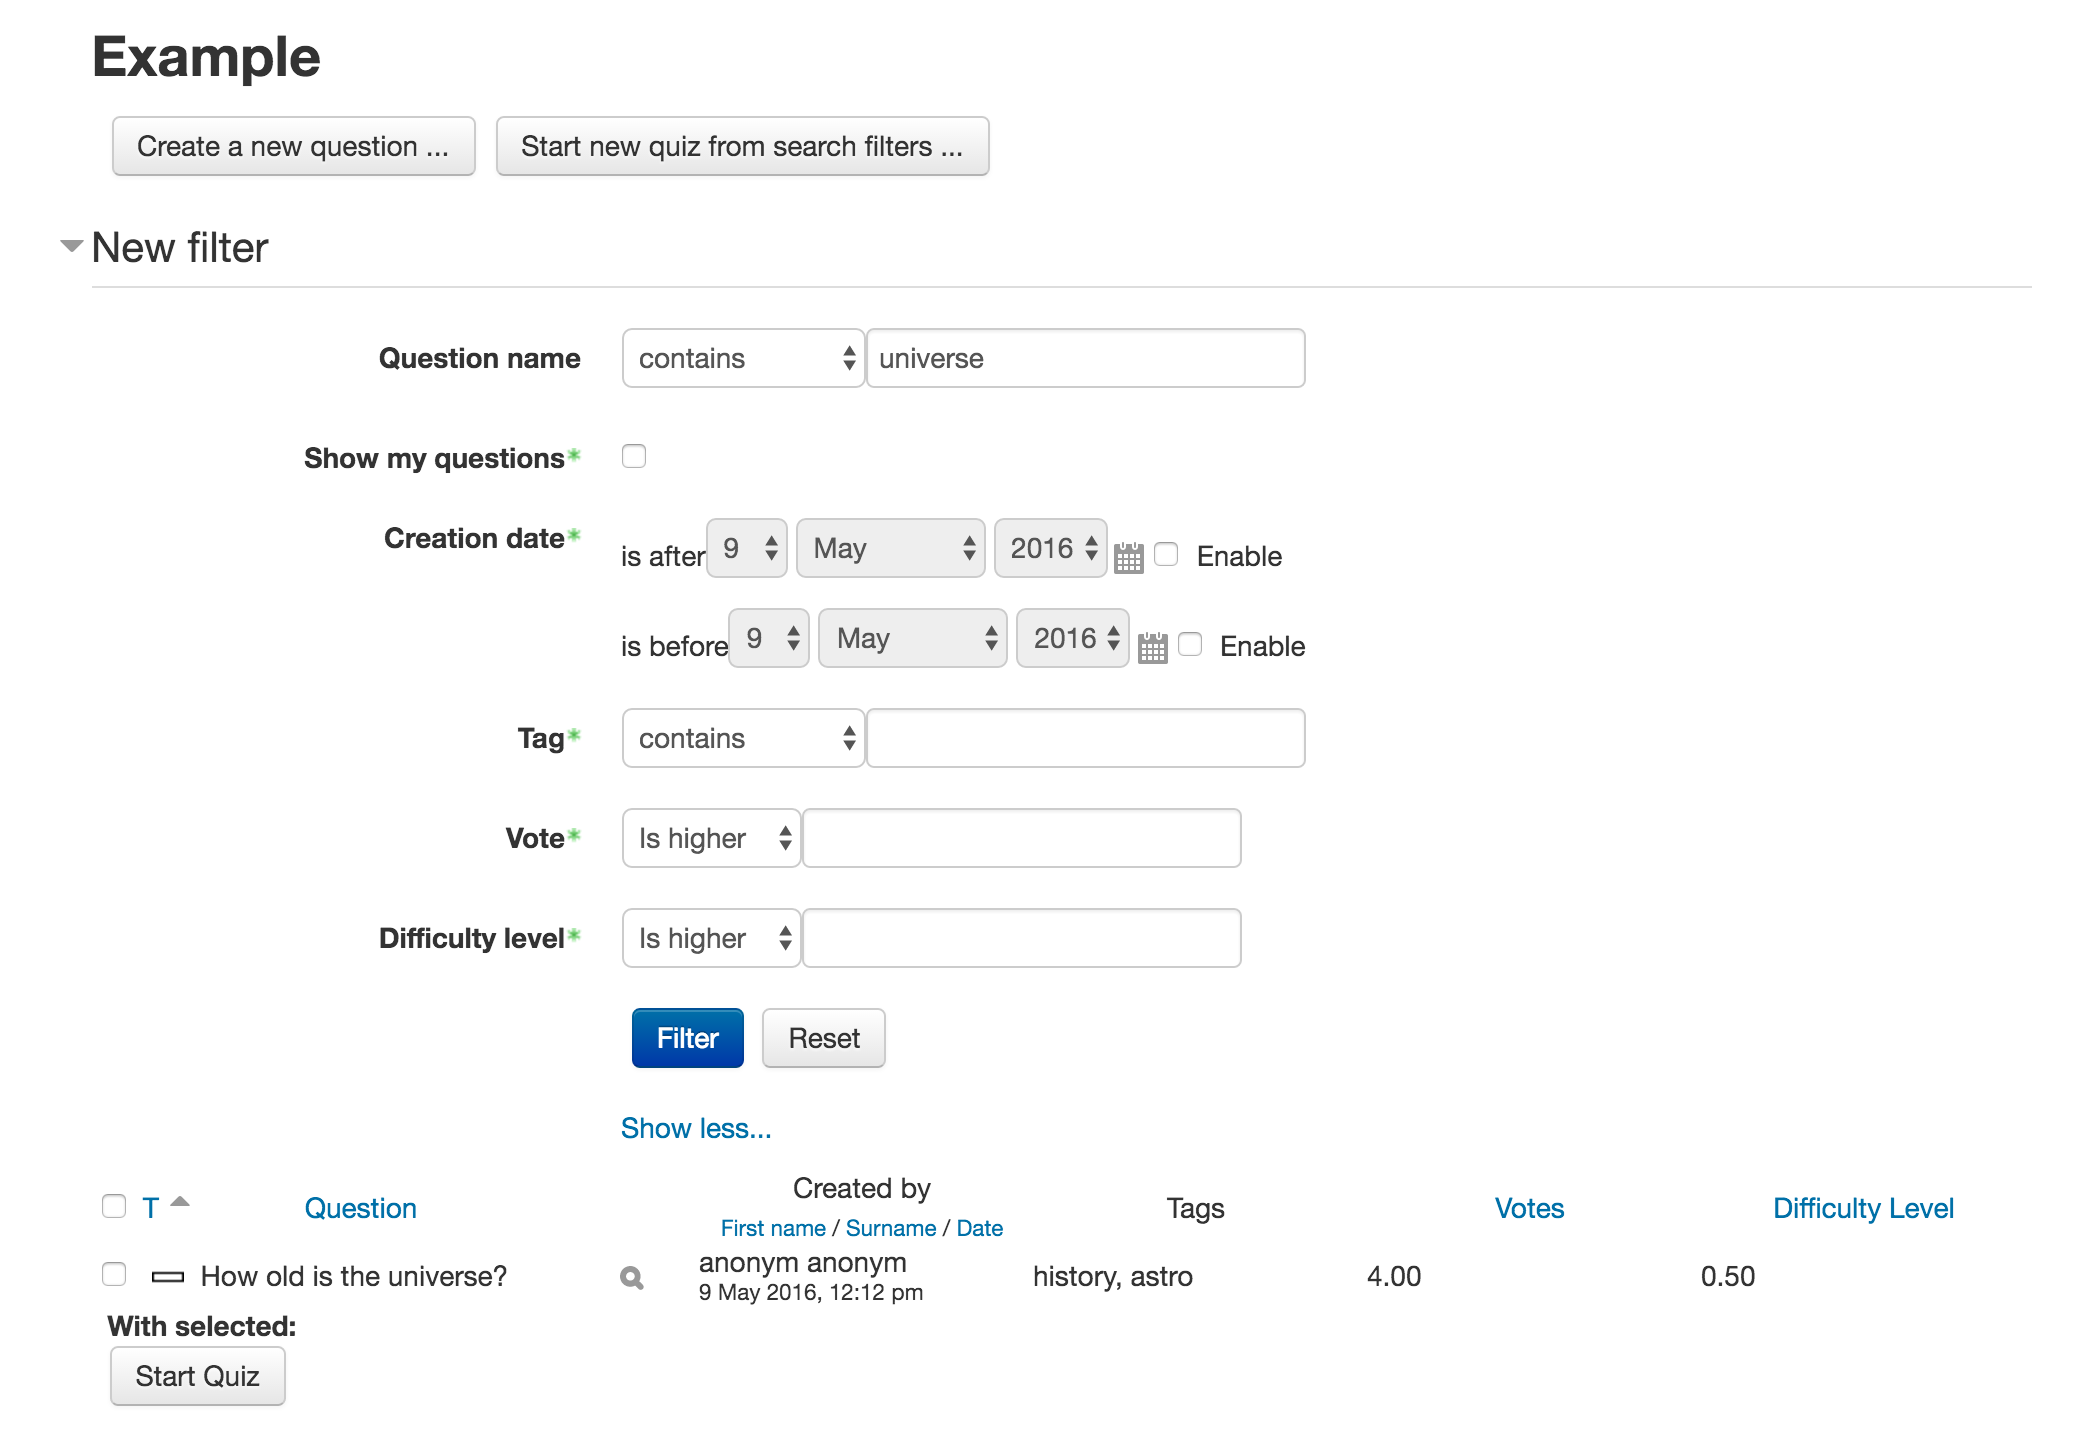 Example
Create a new question ... Start new quiz from search filters ...
New filter
Question name contains universe
Show my questions*
Creation date* is after 9 May 2016 Enable
is before 9 May 2016 Enable
Tag* contains
Vote* Is higher
Difficulty level* Is higher
Filter Reset
Show less...
Created by
T Question Tags Votes Difficulty Level
First name / Surname / Date
anonym anonym
How old is the universe? history, astro 4.00 0.50
9 May 2016, 12:12 pm
With selected:
Start Quiz